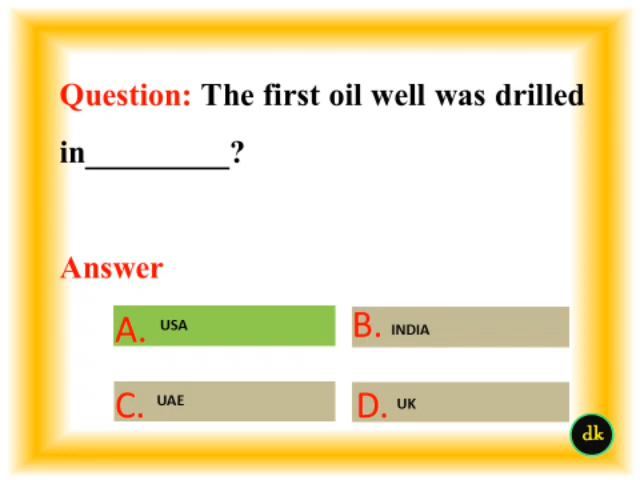 Question: The first oil well was drilled
in_________?
Answer
A. USA
B. INDIA
C. UAE
D. UK
dk